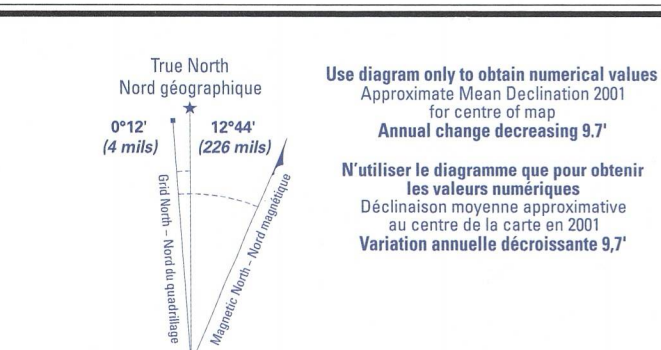 True North
Nord géographique
0°12'
(4 mils)
12°44'
(226 mils)
Grid North – Nord du quadrillage
Magnetic North – Nord magnétique
Use diagram only to obtain numerical values
Approximate Mean Declination 2001
for centre of map
Annual change decreasing 9.7'
N'utiliser le diagramme que pour obtenir
les valeurs numériques
Déclinaison moyenne approximative
au centre de la carte en 2001
Variation annuelle décroissante 9,7'